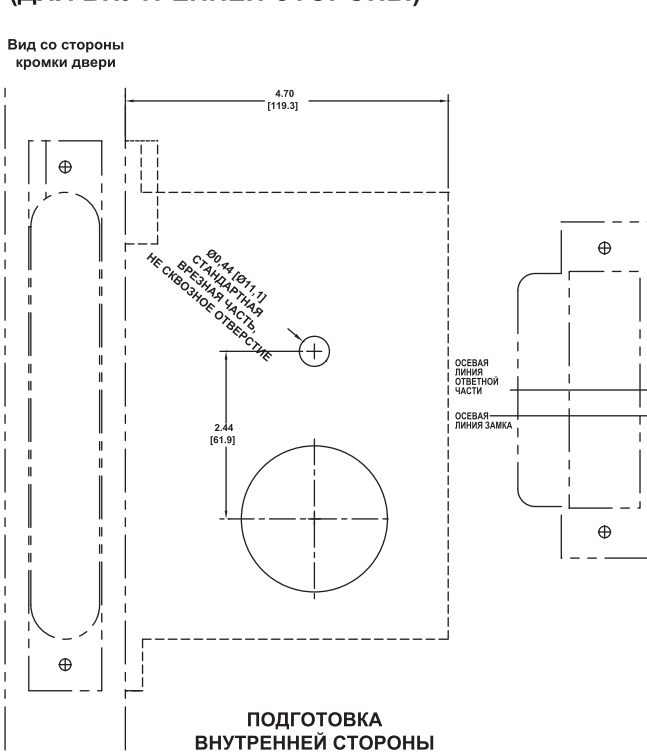 (ДЛЯ ВНУТРЕННЕЙ СТОРОНЫ)
Вид со стороны
кромки двери
4.70
[119.3]
Ø0,44 [Ø11,1]
СТАНДАРТНАЯ
ВРЕЗНАЯ ЧАСТЬ,
НЕ СКВОЗНОЕ ОТВЕРСТИЕ
ОСЕВАЯ
ЛИНИЯ
ОТВЕТНОЙ
ЧАСТИ
ОСЕВАЯ
ЛИНИЯ ЗАМКА
2.44
[61.9]
ПОДГОТОВКА
ВНУТРЕННЕЙ СТОРОНЫ